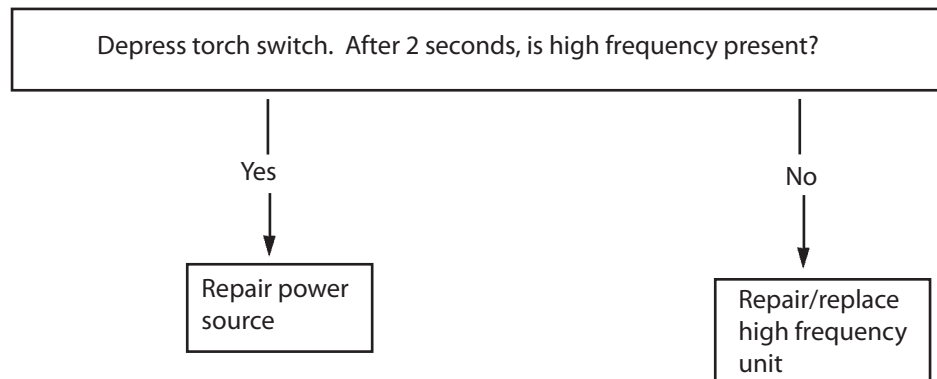 Depress torch switch. After 2 seconds, is high frequency present?
Yes
No
Repair power
source
Repair/replace
high frequency
unit